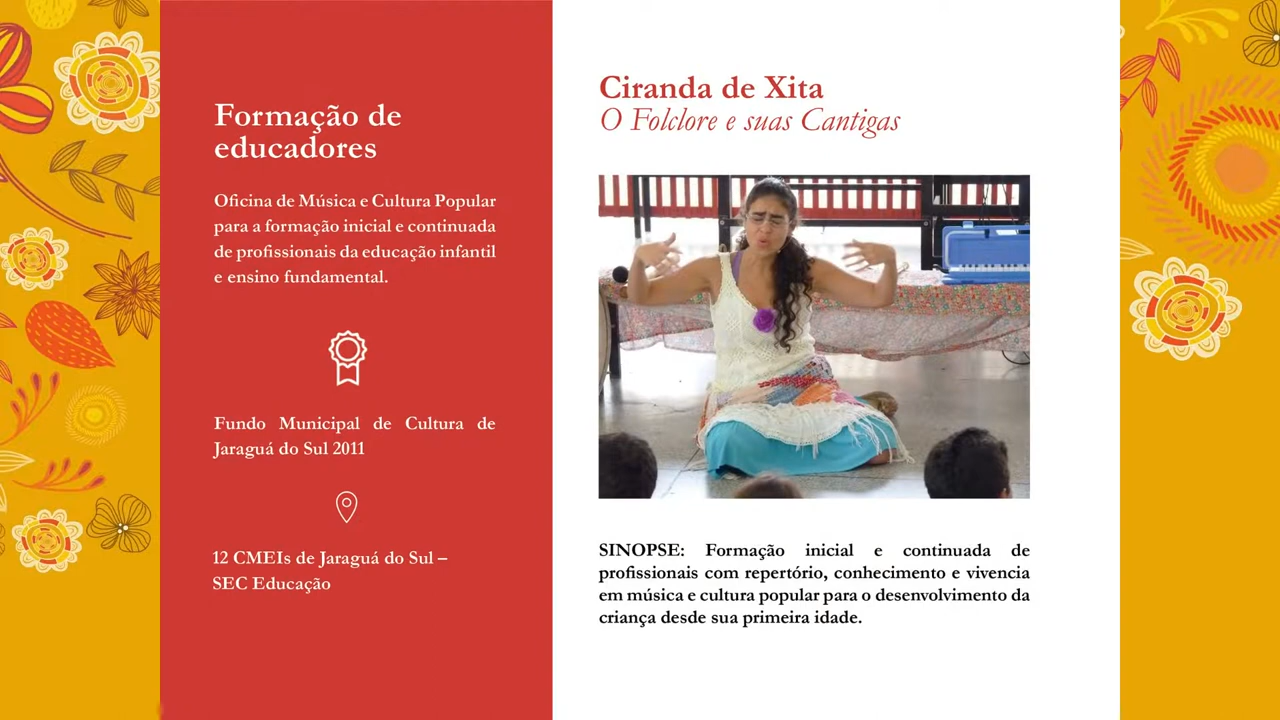 Formação de
educadores
Oficina de Música e Cultura Popular
para a formação inicial e continuada
de profissionais da educação infantil
e ensino fundamental.
Fundo Municipal de Cultura de
Jaraguá do Sul 2011
12 CMEIs de Jaraguá do Sul –
SEC Educação
Ciranda de Xita
O Folclore e suas Cantigas
SINOPSE: Formação inicial e continuada de
profissionais com repertório, conhecimento e vivencia
em música e cultura popular para o desenvolvimento da
criança desde sua primeira idade.